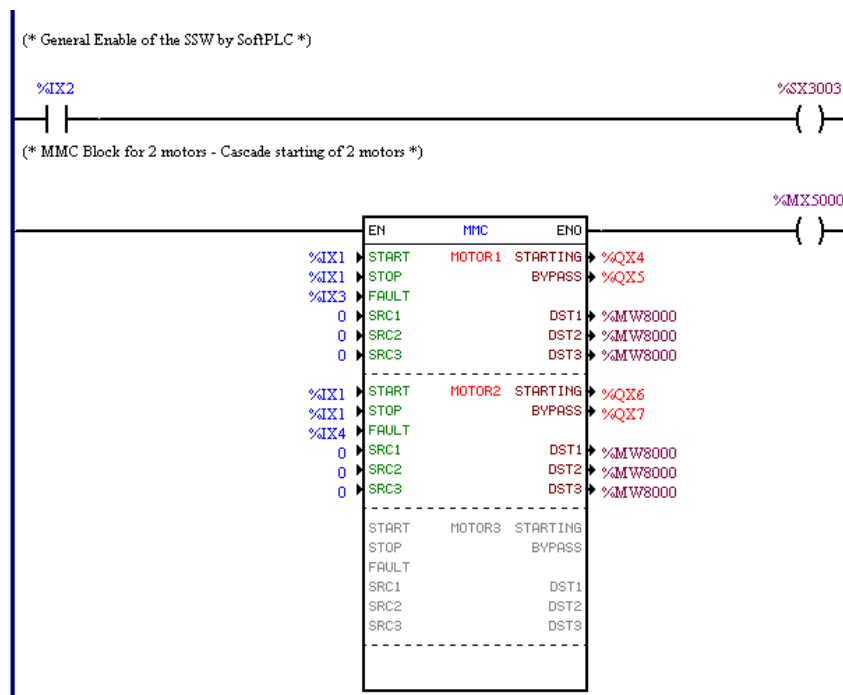 (* General Enable of the SSW by SoftPLC *)
%IX2 %SX3003
(* MMC Block for 2 motors - Cascade starting of 2 motors *)
%MX5000
EN MMC ENO
%IX1 START MOTOR1 STARTING %QX4
%IX1 STOP BYPASS %QX5
%IX3 FAULT
0 SRC1 DST1 %MW8000
0 SRC2 DST2 %MW8000
0 SRC3 DST3 %MW8000
%IX1 START MOTOR2 STARTING %QX6
%IX1 STOP BYPASS %QX7
%IX4 FAULT
0 SRC1 DST1 %MW8000
0 SRC2 DST2 %MW8000
0 SRC3 DST3 %MW8000
START MOTOR3 STARTING
STOP BYPASS
FAULT
SRC1 DST1
SRC2 DST2
SRC3 DST3